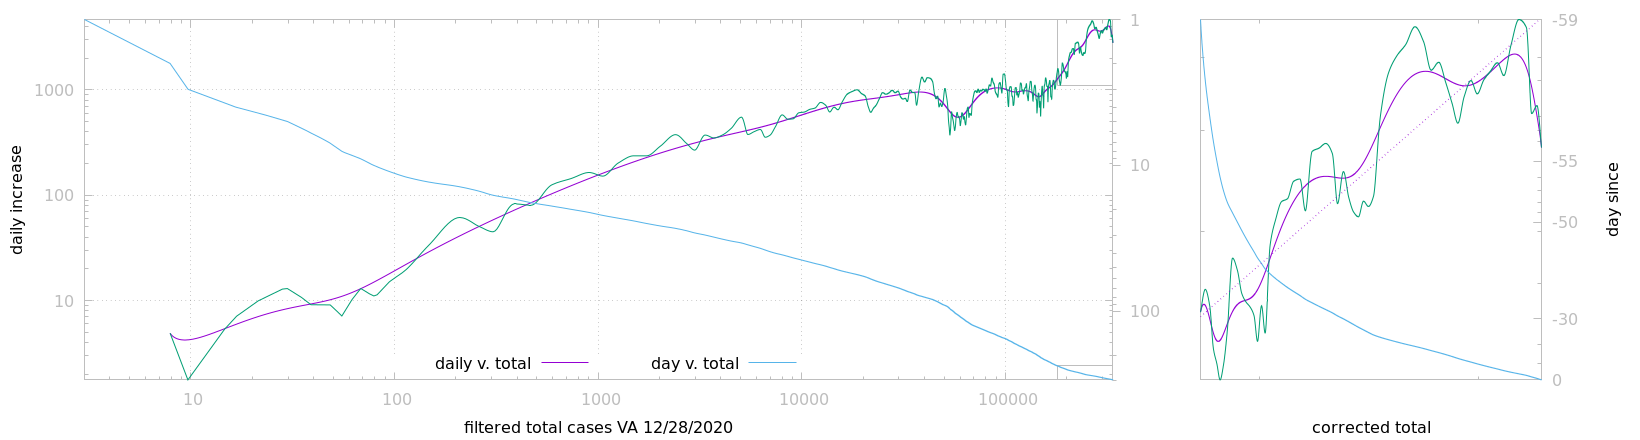 daily increase
1000
100
10
10
100
1000
10000
100000
filtered total cases VA 12/28/2020
daily v. total
day v. total
1
10
100
corrected total
-59
-55
-50
-30
0
day since